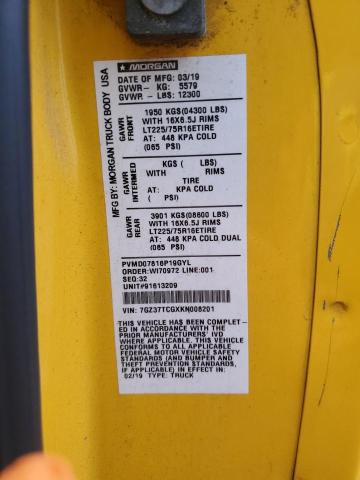 MORGAN
MFG BY: MORGAN TRUCK BODY USA
DATE OF MFG: 03/19
GVWR- KG: 5579
GVWR- LBS: 12300
GAWR FRONT
1950 KGS(04300 LBS)
WITH 16X6.5J RIMS
LT225/75R16ETIRE
AT: 448 KPA COLD
(065 PSI)
GAWR
KGS ( LBS)
WITH RIMS
TIRE
AT: KPA COLD
( PSI)
GAWR REAR
3901 KGS(08600 LBS)
WITH 16X6.5J RIMS
LT225/75R16ETIRE
AT: 448 KPA COLD DUAL
(065 PSI)
PVMD07816P19GYL
ORDER:WI70972 LINE:001
SEQ:32
UNIT#91613209
VIN: 7GZ37TCGXKN008201
THIS VEHICLE HAS BEEN COMPLET-
ED IN ACCORDANCE WITH THE
PRIOR MANUFACTURERS' IVD
WHERE APPLICABLE. THIS VEHICLE
CONFORMS TO ALL APPLICABLE
FEDERAL MOTOR VEHICLE SAFETY
STANDARDS (AND BUMPER AND
THEFT PREVENTION STANDARDS
IF APPLICABLE) IN EFFECT IN:
02/19 TYPE: TRUCK